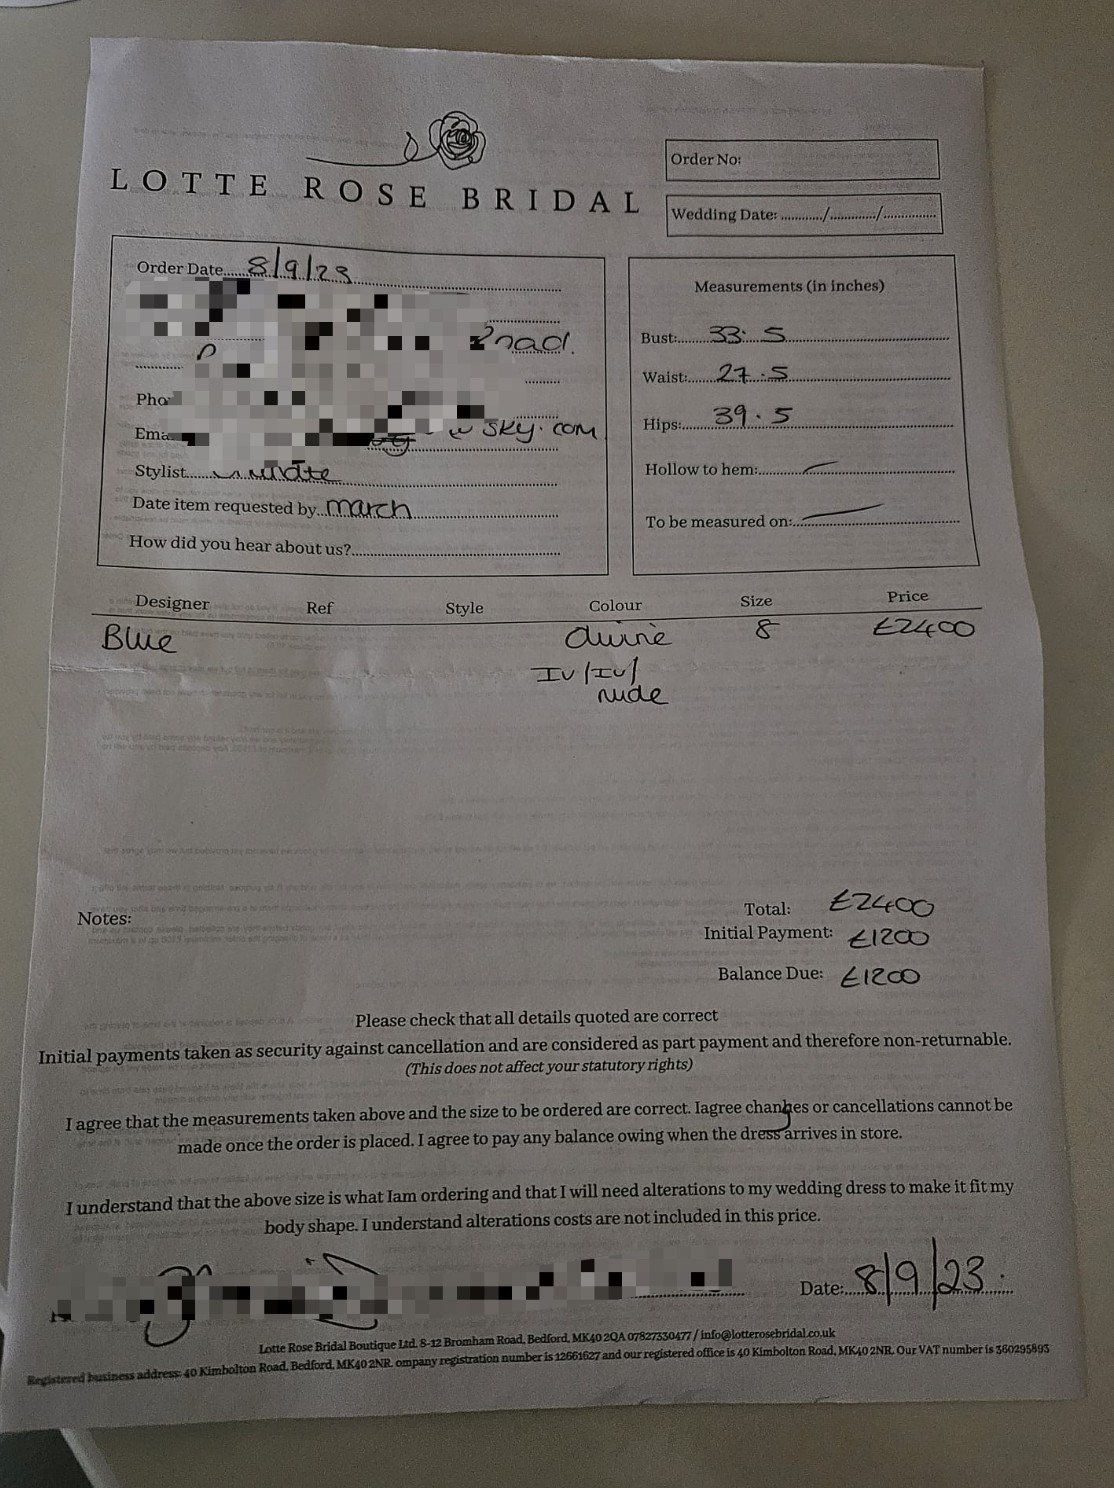 LOTTE ROSE BRIDAL
Order No:
Wedding Date: ............/............/...............
Order Date...... 8/9/23
Road.
Pho
Ema
sky.com
Stylist......
Date item requested by.. march
How did you hear about us?
Measurements (in inches)
Bust: 33.5
Waist: 27.5
Hips: 39.5
Hollow to hem: —
To be measured on: —
Designer Ref Style Colour Size Price
Blue divine 8 £2400
IV/IV/
nude
Notes:
Total: £2400
Initial Payment: £1200
Balance Due: £1200
Please check that all details quoted are correct
Initial payments taken as security against cancellation and are considered as part payment and therefore non-returnable.
(This does not affect your statutory rights)
I agree that the measurements taken above and the size to be ordered are correct. Iagree chanhes or cancellations cannot be
made once the order is placed. I agree to pay any balance owing when the dress arrives in store.
I understand that the above size is what Iam ordering and that I will need alterations to my wedding dress to make it fit my
body shape. I understand alterations costs are not included in this price.
Date: 8/9/23.
Lotte Rose Bridal Boutique Ltd. 8-12 Bromham Road, Bedford, MK40 2QA 07827330477 / info@lotterosebridal.co.uk
Registered business address: 40 Kimbolton Road, Bedford, MK40 2NR. ompany registration number is 12661627 and our registered office is 40 Kimbolton Road, MK40 2NR. Our VAT number is 360295893